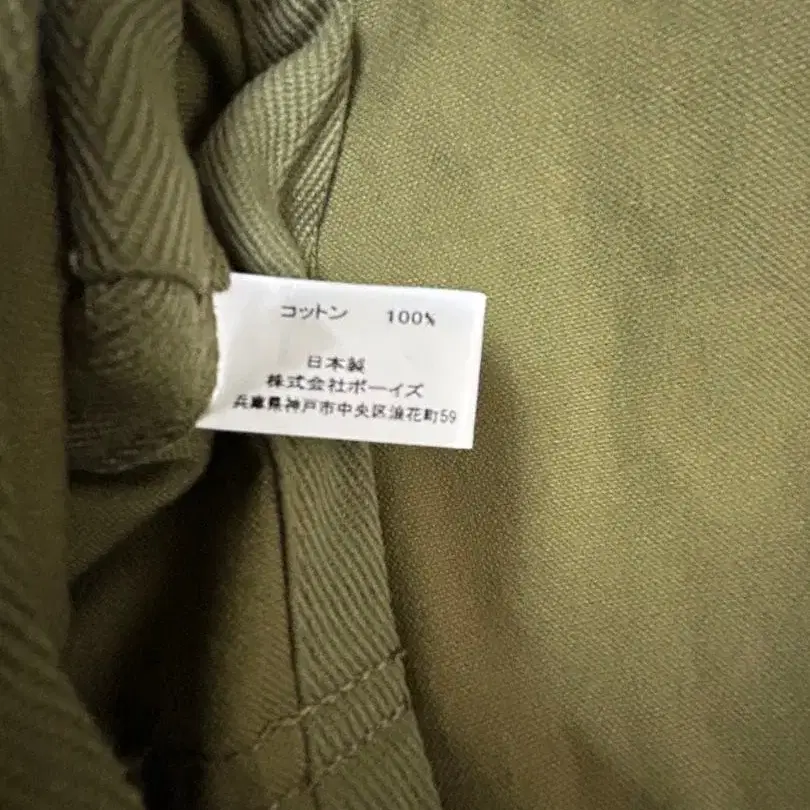 コットン 100%
日本製
株式会社ボーイズ
兵庫県神戸市中央区浪花町59